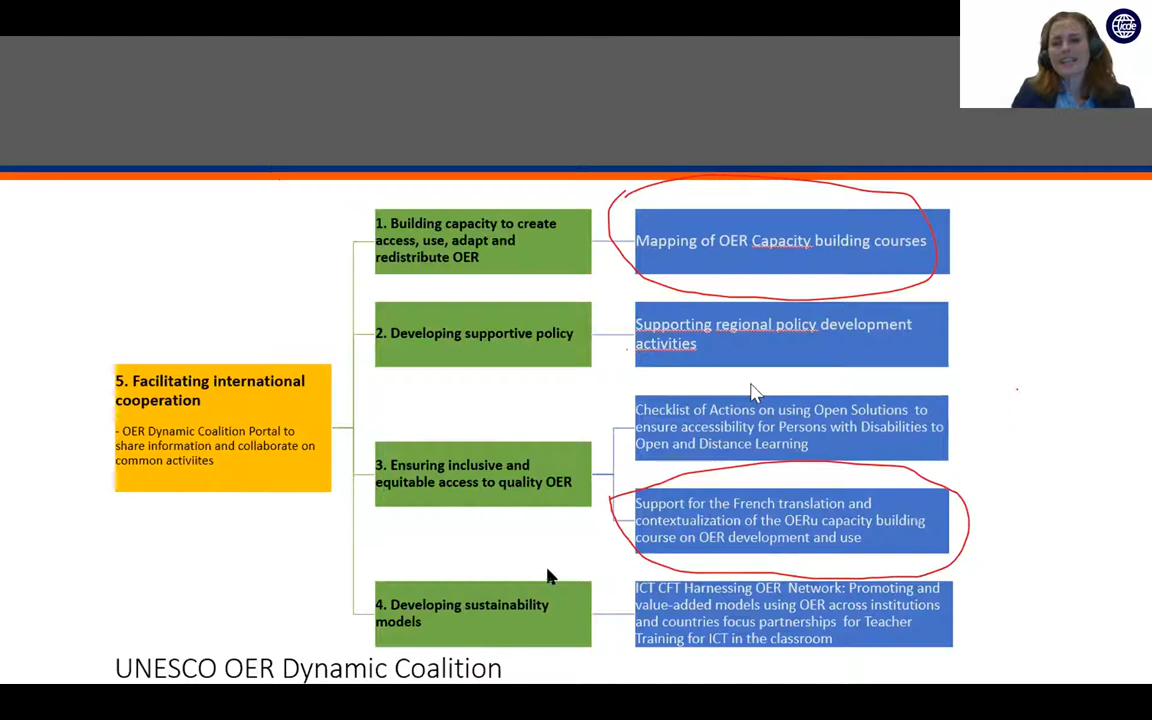 icde
1. Building capacity to create
access, use, adapt and
redistribute OER
Mapping of OER Capacity building courses
2. Developing supportive policy
Supporting regional policy development
activities
5. Facilitating international
cooperation
- OER Dynamic Coalition Portal to
share information and collaborate on
common activiites
Checklist of Actions on using Open Solutions to
ensure accessibility for Persons with Disabilities to
Open and Distance Learning
3. Ensuring inclusive and
equitable access to quality OER
Support for the French translation and
contextualization of the OERu capacity building
course on OER development and use
4. Developing sustainability
models
ICT CFT Harnessing OER Network: Promoting and
value-added models using OER across institutions
and countries focus partnerships for Teacher
Training for ICT in the classroom
UNESCO OER Dynamic Coalition